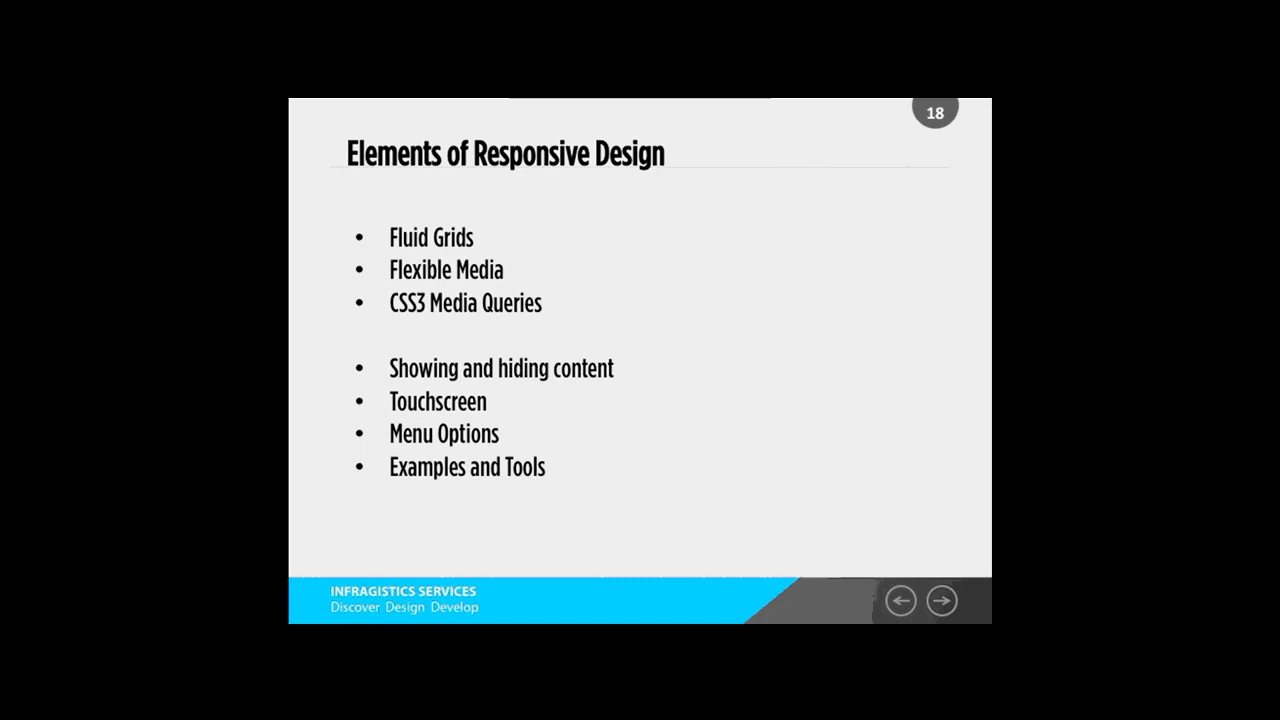 18
Elements of Responsive Design
• Fluid Grids
• Flexible Media
• CSS3 Media Queries
• Showing and hiding content
• Touchscreen
• Menu Options
• Examples and Tools
INFRAGISTICS SERVICES
Discover Design Develop